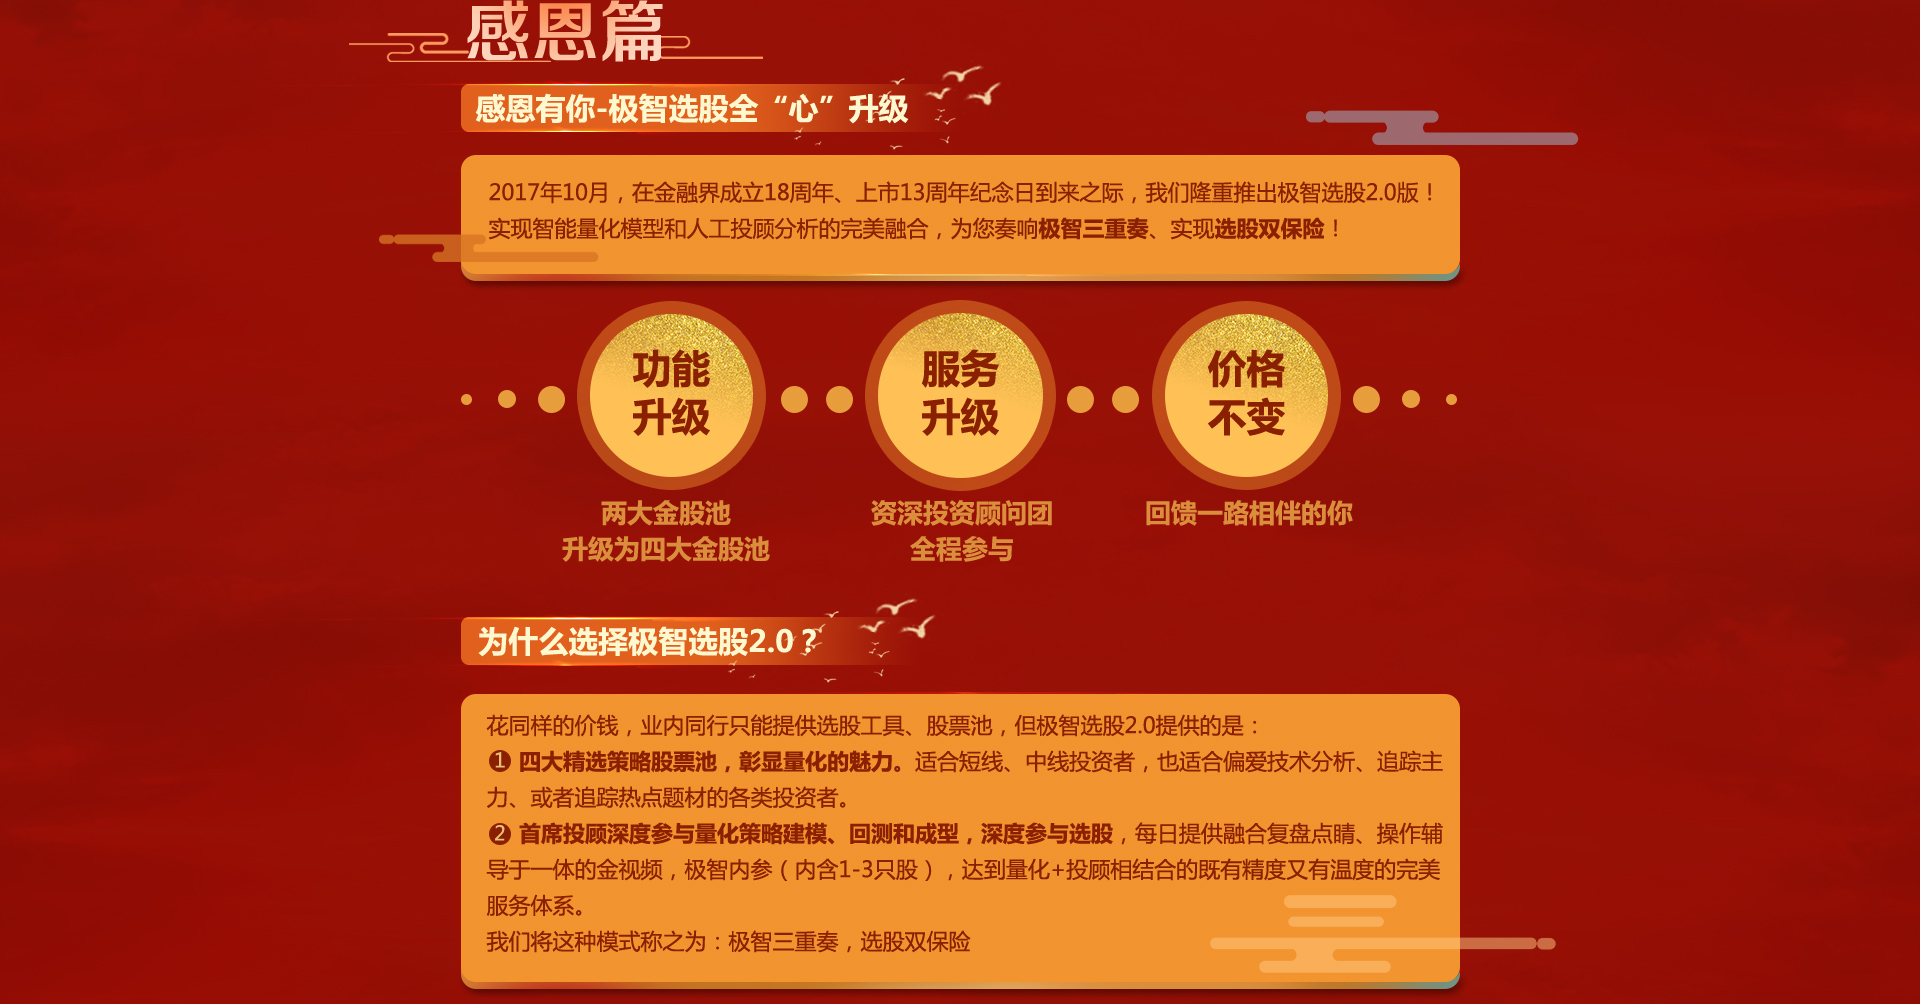 感恩篇
感恩有你-极智选股全“心”升级
2017年10月，在金融界成立18周年、上市13周年纪念日到来之际，我们隆重推出极智选股2.0版！
实现智能量化模型和人工投顾分析的完美融合，为您奏响极智三重奏、实现选股双保险！
功能
升级
服务
升级
价格
不变
两大金股池
升级为四大金股池
资深投资顾问团
全程参与
回馈一路相伴的你
为什么选择极智选股2.0？
花同样的价钱，业内同行只能提供选股工具、股票池，但极智选股2.0提供的是：
❶ 四大精选策略股票池，彰显量化的魅力。适合短线、中线投资者，也适合偏爱技术分析、追踪主
力、或者追踪热点题材的各类投资者。
❷ 首席投顾深度参与量化策略建模、回测和成型，深度参与选股，每日提供融合复盘点睛、操作辅
导于一体的金视频，极智内参（内含1-3只股），达到量化+投顾相结合的既有精度又有温度的完美
服务体系。
我们将这种模式称之为：极智三重奏，选股双保险